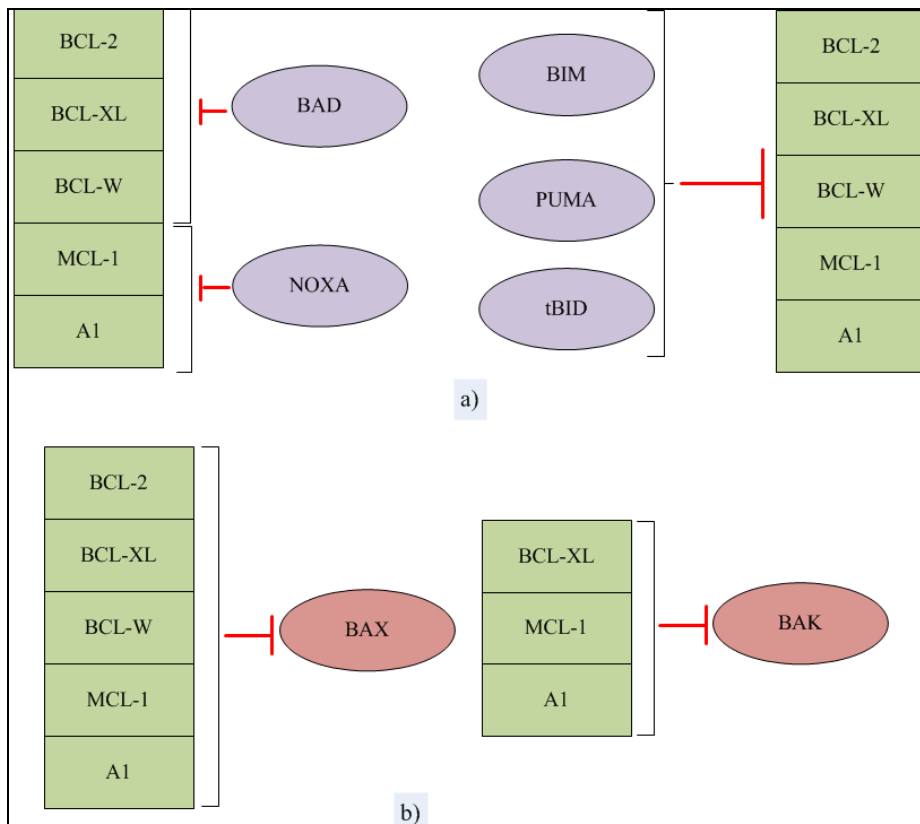 BCL-2
BCL-XL
BCL-W
MCL-1
A1
BAD
NOXA
BIM
PUMA
tBID
BCL-2
BCL-XL
BCL-W
MCL-1
A1
a)
BCL-2
BCL-XL
BCL-W
MCL-1
A1
BAX
BCL-XL
MCL-1
A1
BAK
b)